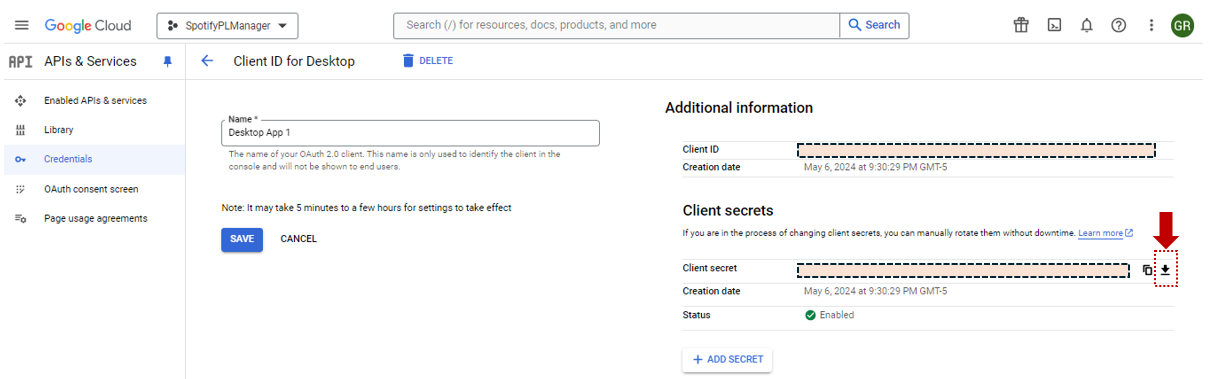 Google Cloud
SpotifyPLManager
Search (/) for resources, docs, products, and more
Search
GR
API APIs & Services
Client ID for Desktop
DELETE
Enabled APIs & services
Library
Credentials
OAuth consent screen
Page usage agreements
Name *
Desktop App 1
The name of your OAuth 2.0 client. This name is only used to identify the client in the
console and will not be shown to end users.
Note: It may take 5 minutes to a few hours for settings to take effect
SAVE
CANCEL
Additional information
Client ID
Creation date May 6, 2024 at 9:30:29 PM GMT-5
Client secrets
If you are in the process of changing client secrets, you can manually rotate them without downtime. Learn more
Client secret
Creation date May 6, 2024 at 9:30:29 PM GMT-5
Status Enabled
+ ADD SECRET